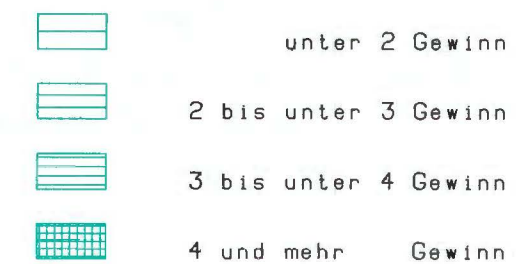 unter 2 Gewinn
2 bis unter 3 Gewinn
3 bis unter 4 Gewinn
4 und mehr Gewinn